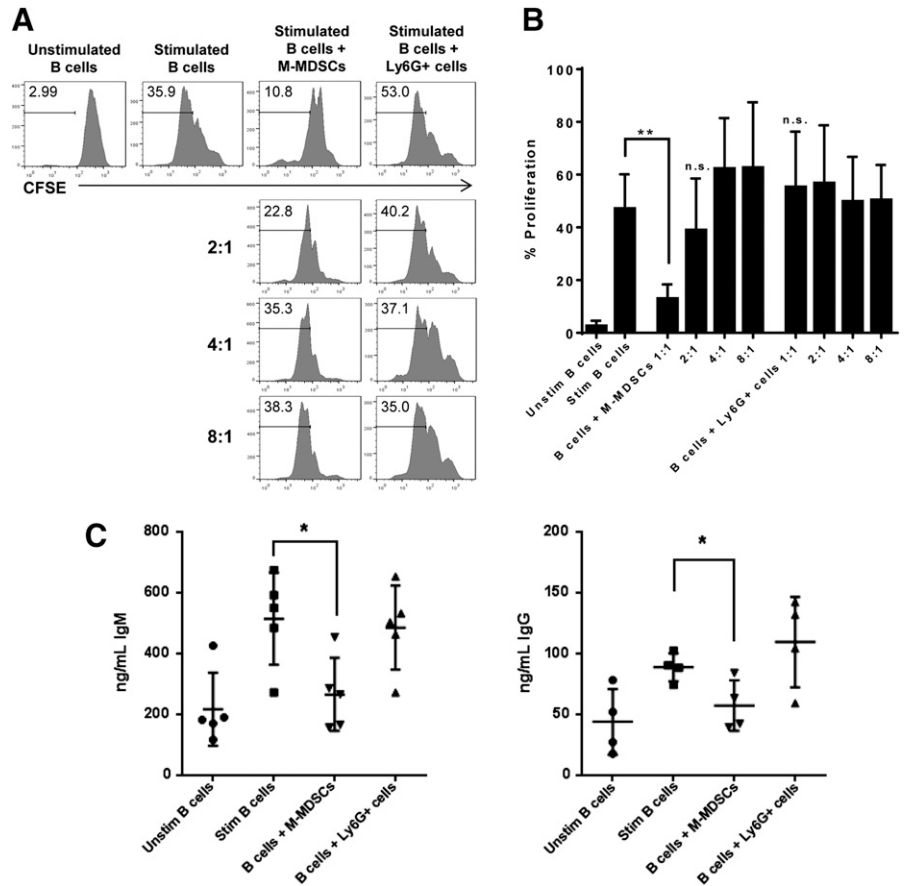 A
Unstimulated
B cells
Stimulated
B cells
Stimulated
B cells +
M-MDSCs
Stimulated
B cells +
Ly6G+ cells
2.99
35.9
10.8
53.0
CFSE
2:1
22.8
40.2
4:1
35.3
37.1
8:1
38.3
35.0
B
% Proliferation
100
80
60
40
20
0
**
n.s.
n.s.
Unstim B cells
Stim B cells
B cells + M-MDSCs 1:1
2:1
4:1
8:1
B cells + Ly6G+ cells 1:1
2:1
4:1
8:1
C
ng/mL IgM
800
600
400
200
0
*
Unstim B cells
Stim B cells
B cells + M-MDSCs
B cells + Ly6G+ cells
ng/mL IgG
200
150
100
50
0
*
Unstim B cells
Stim B cells
B cells + M-MDSCs
B cells + Ly6G+ cells